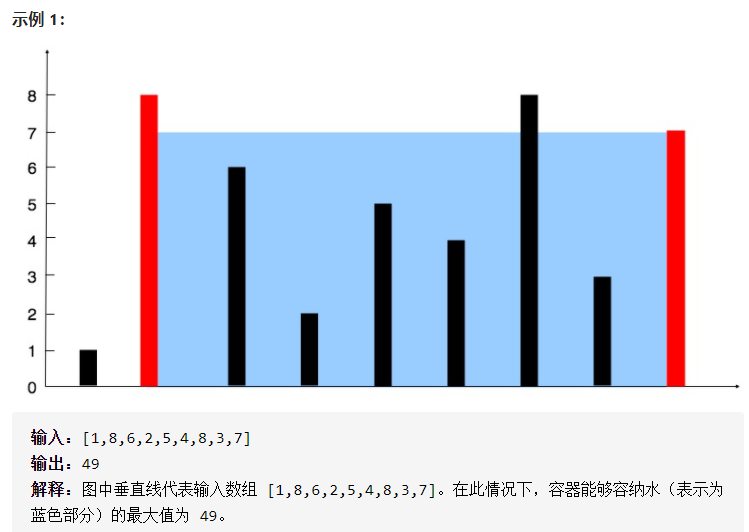 示例 1：
8
7
6
5
4
3
2
1
0
输入：[1,8,6,2,5,4,8,3,7]
输出：49
解释：图中垂直线代表输入数组 [1,8,6,2,5,4,8,3,7]。在此情况下，容器能够容纳水（表示为
蓝色部分）的最大值为 49。